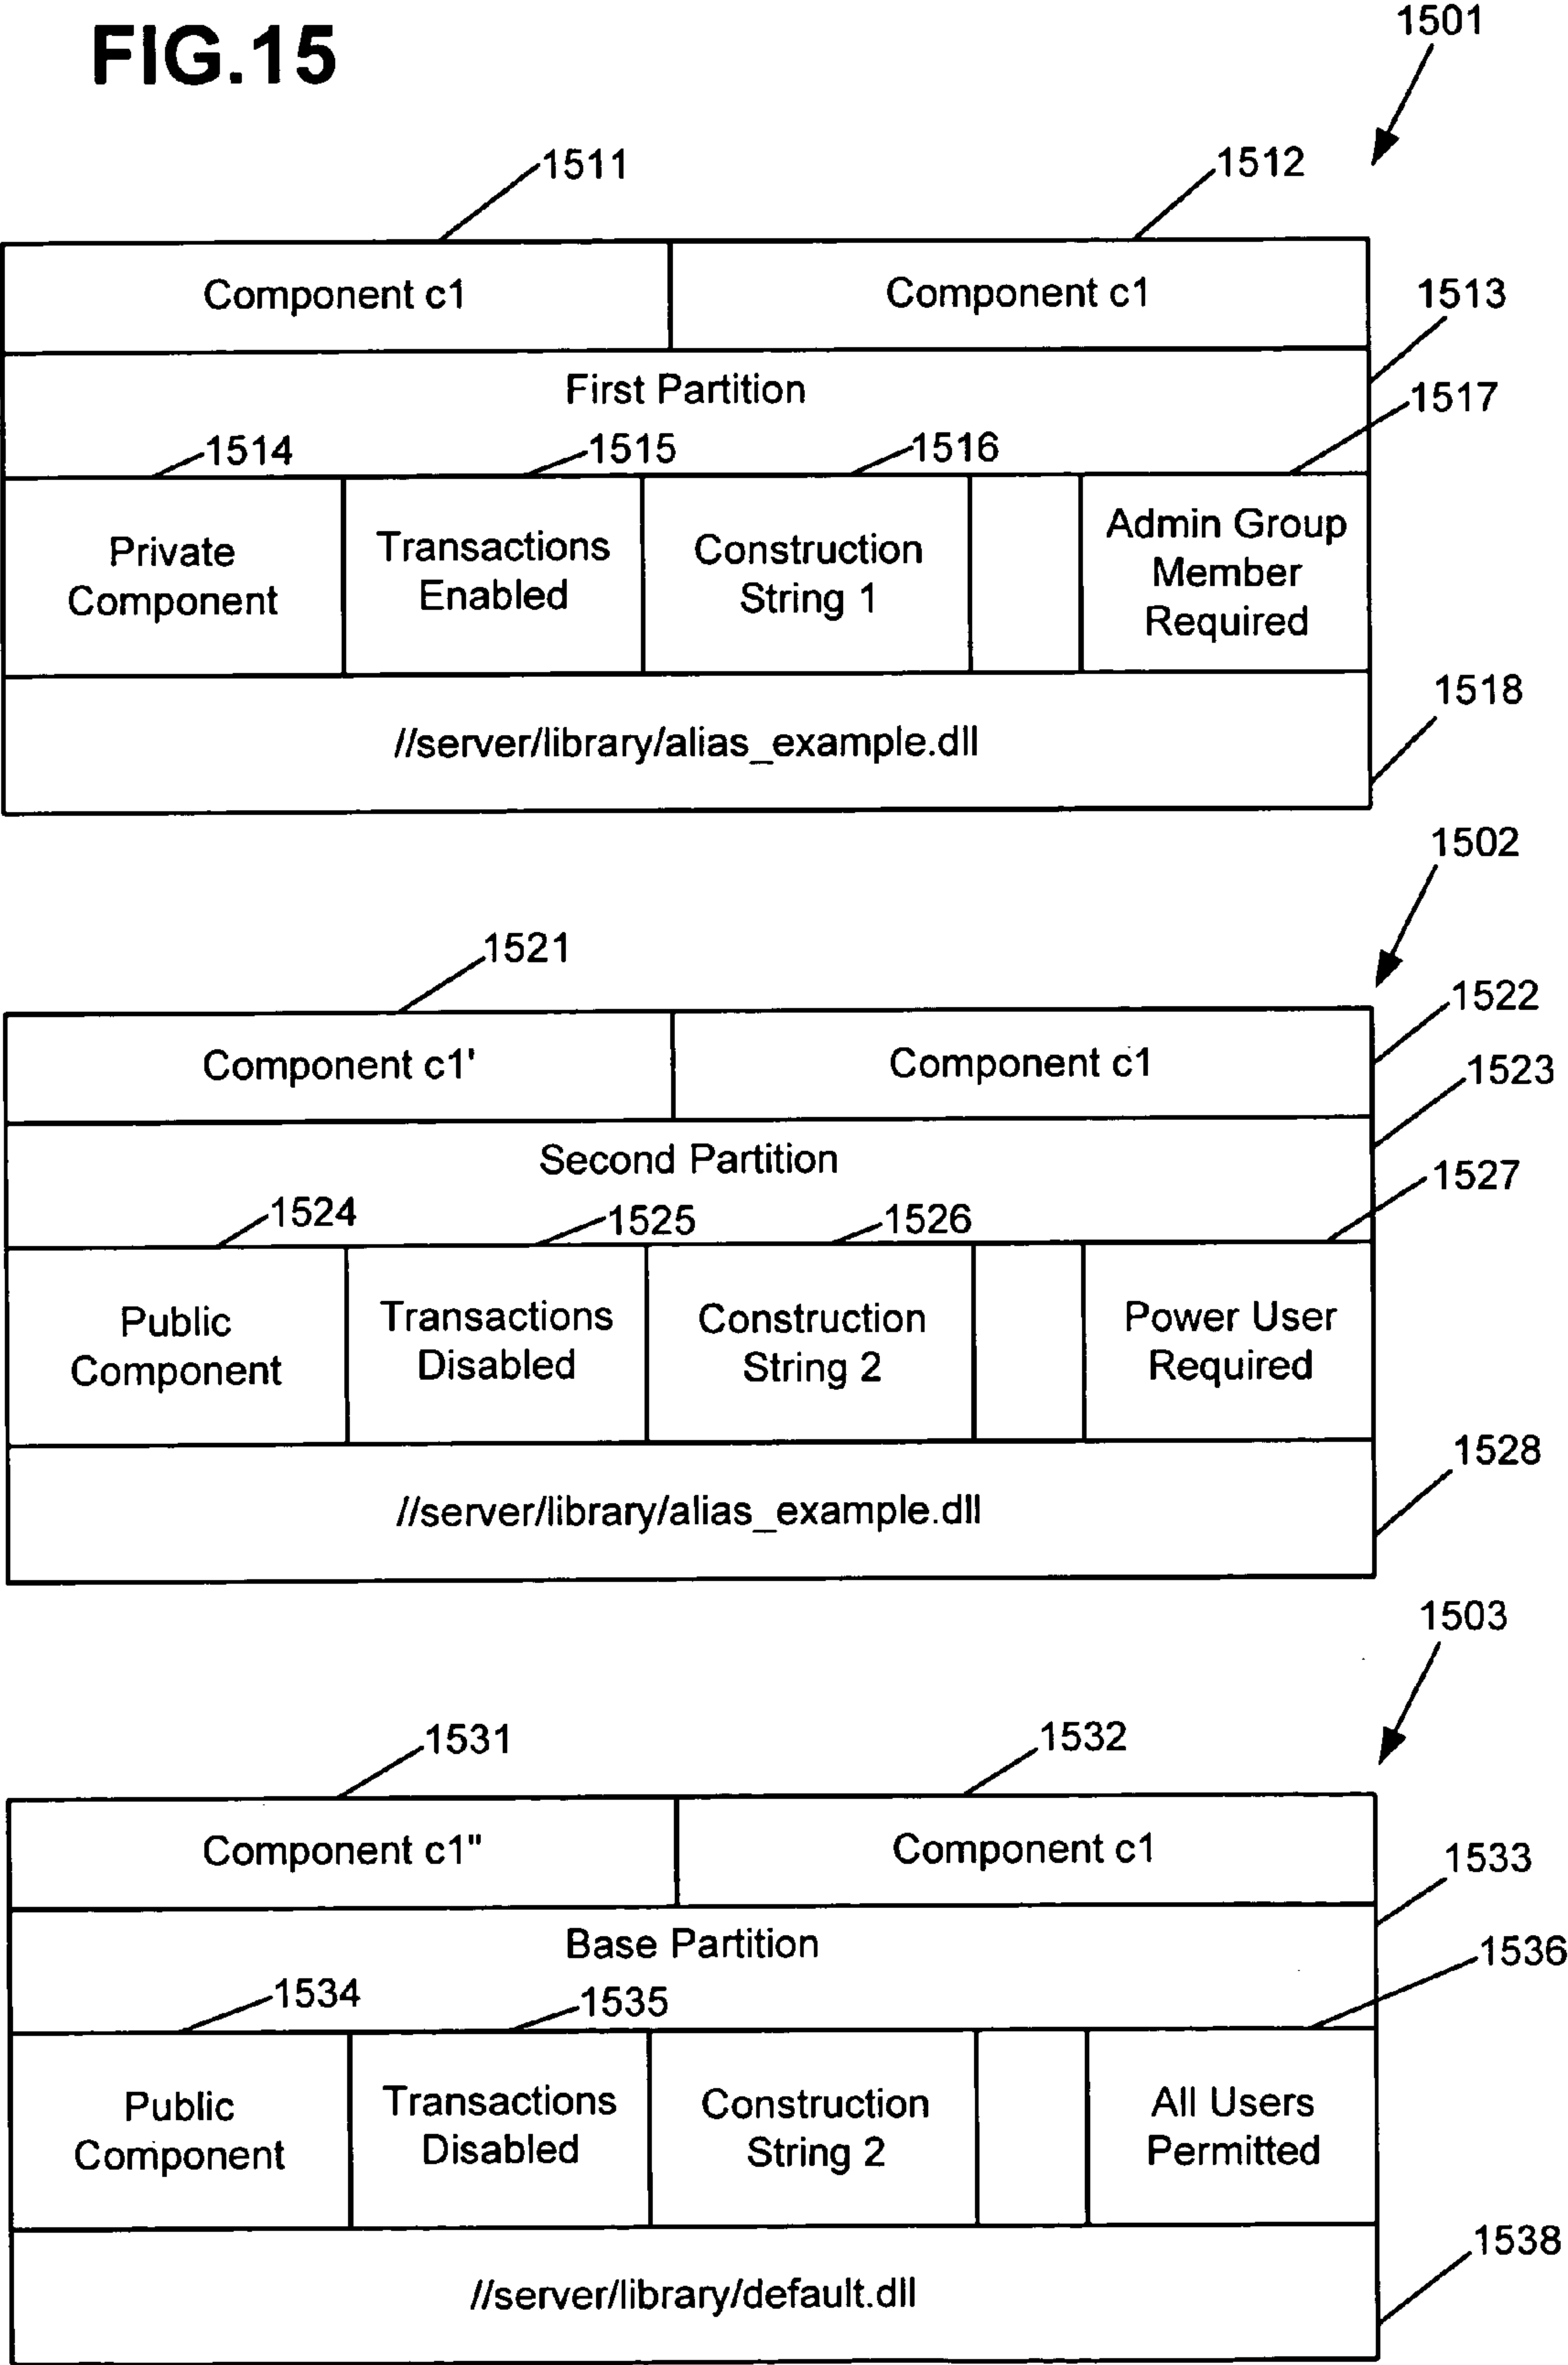 FIG.15
1501
1511
1512
Component c1
Component c1
1513
First Partition
1517
1514
1515
1516
Private
Component
Transactions
Enabled
Construction
String 1
Admin Group
Member
Required
1518
//server/library/alias_example.dll
1502
1521
1522
Component c1'
Component c1
1523
Second Partition
1527
1524
1525
1526
Public
Component
Transactions
Disabled
Construction
String 2
Power User
Required
1528
//server/library/alias_example.dll
1503
1531
1532
Component c1"
Component c1
1533
Base Partition
1536
1534
1535
Public
Component
Transactions
Disabled
Construction
String 2
All Users
Permitted
1538
//server/library/default.dll